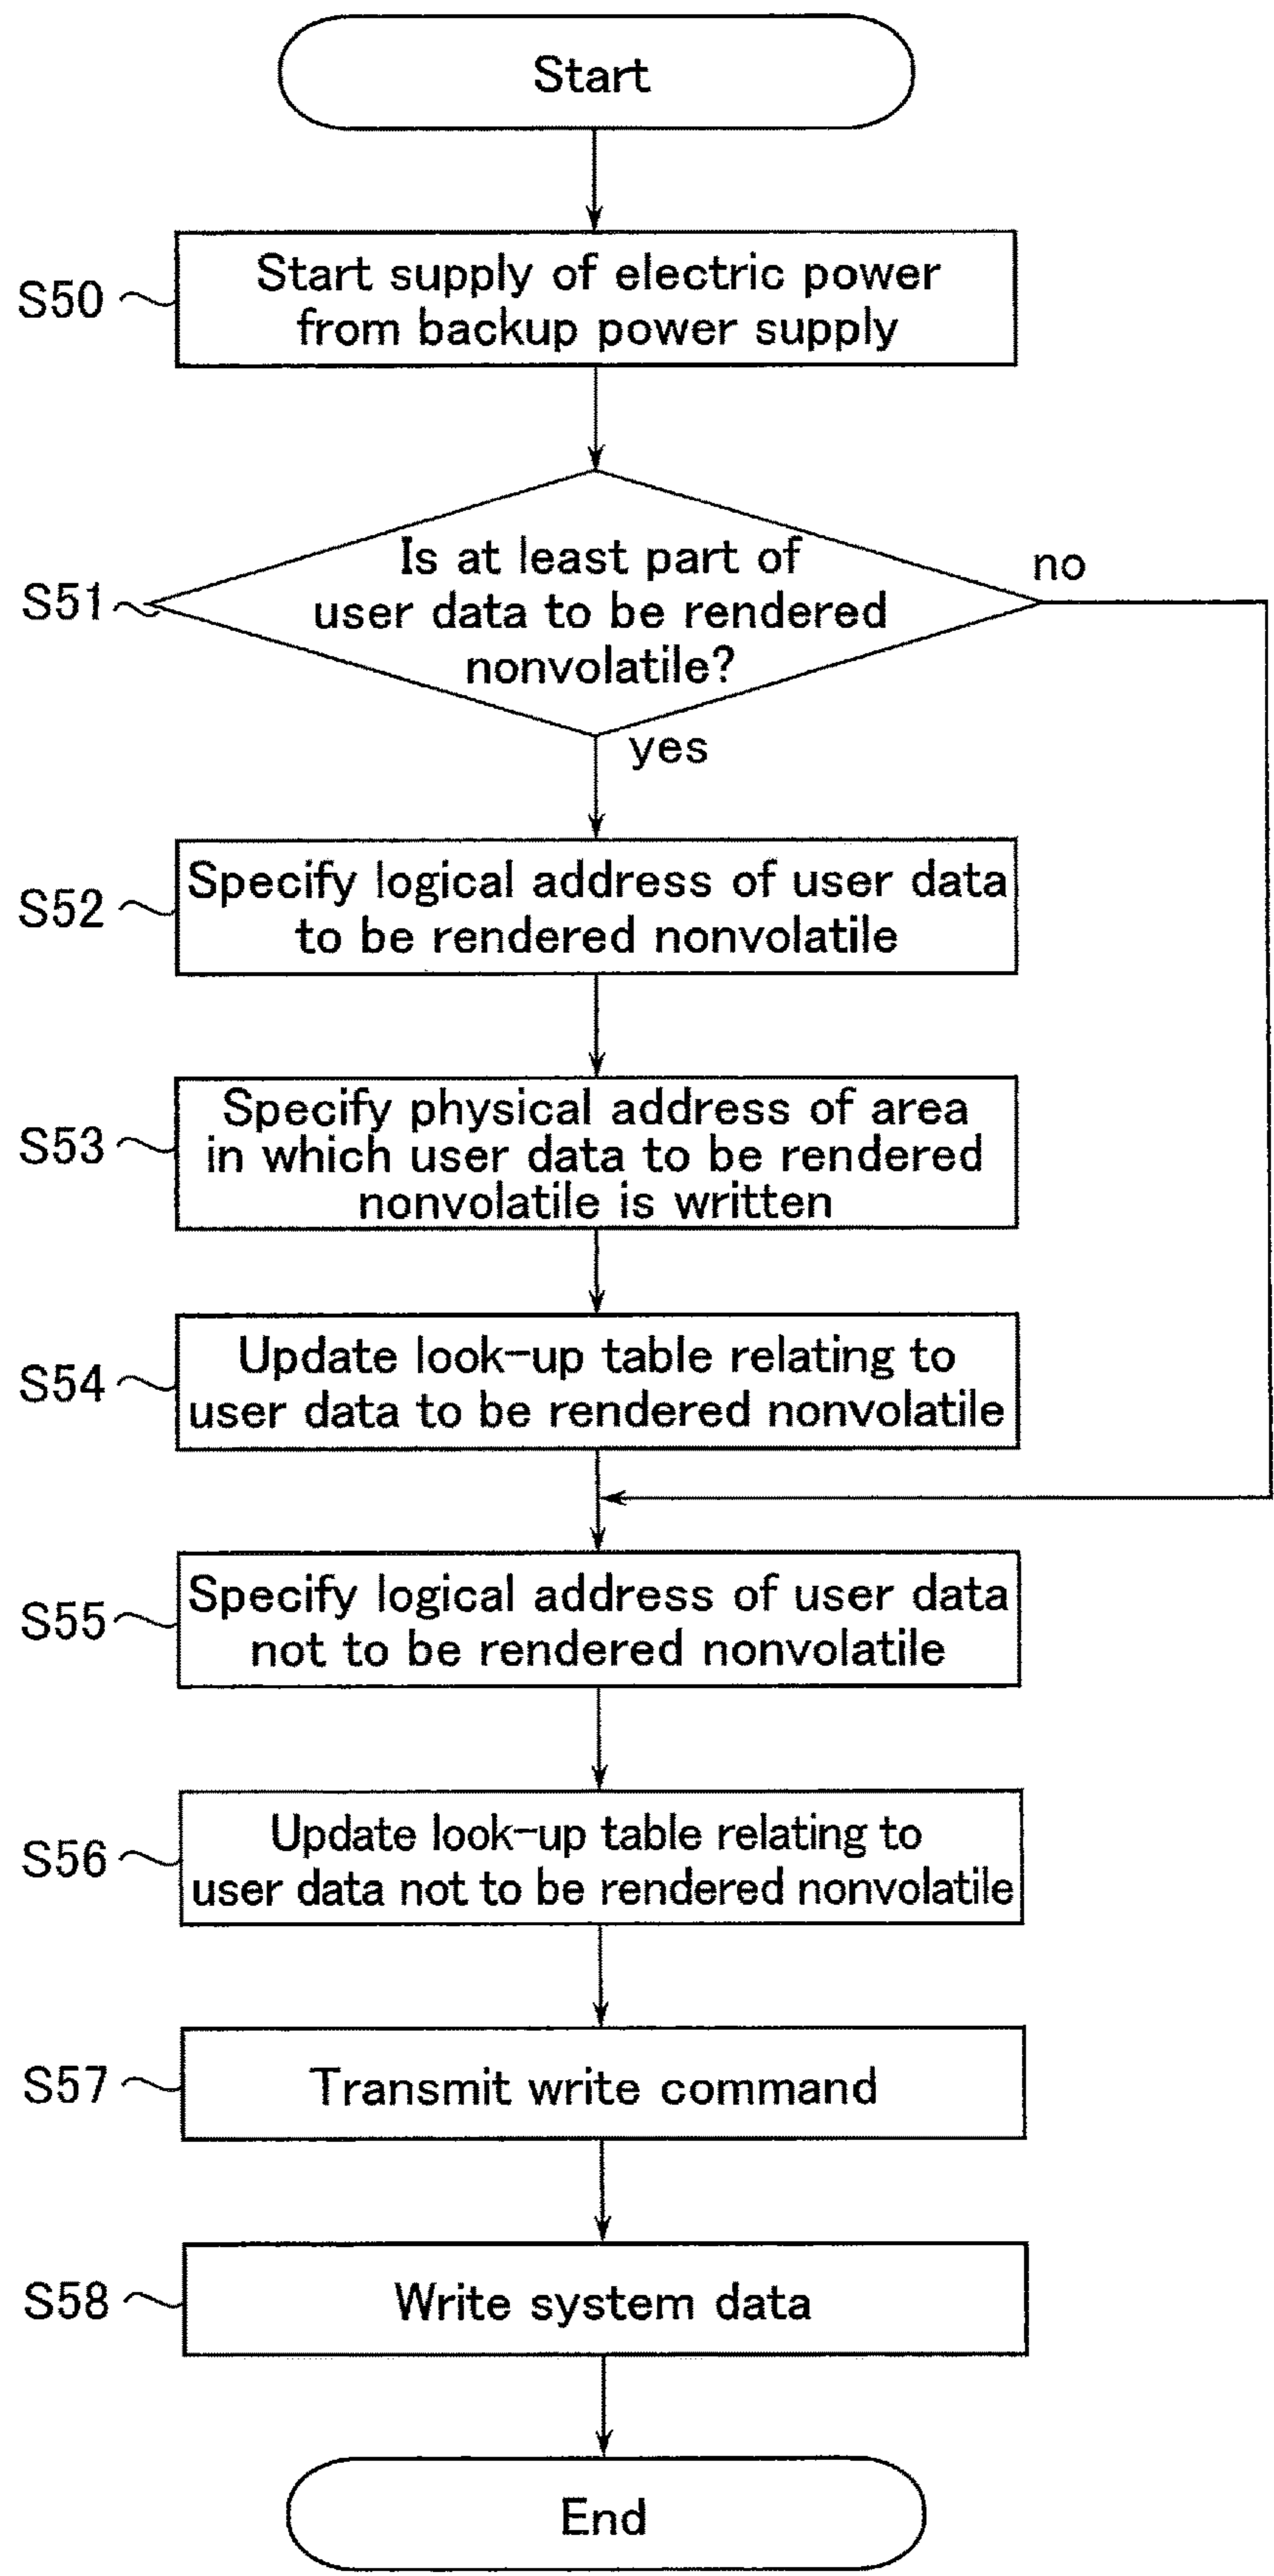 Start
S50
Start supply of electric power
from backup power supply
S51
Is at least part of
user data to be rendered
nonvolatile?
no
yes
S52
Specify logical address of user data
to be rendered nonvolatile
S53
Specify physical address of area
in which user data to be rendered
nonvolatile is written
S54
Update look-up table relating to
user data to be rendered nonvolatile
S55
Specify logical address of user data
not to be rendered nonvolatile
S56
Update look-up table relating to
user data not to be rendered nonvolatile
S57
Transmit write command
S58
Write system data
End